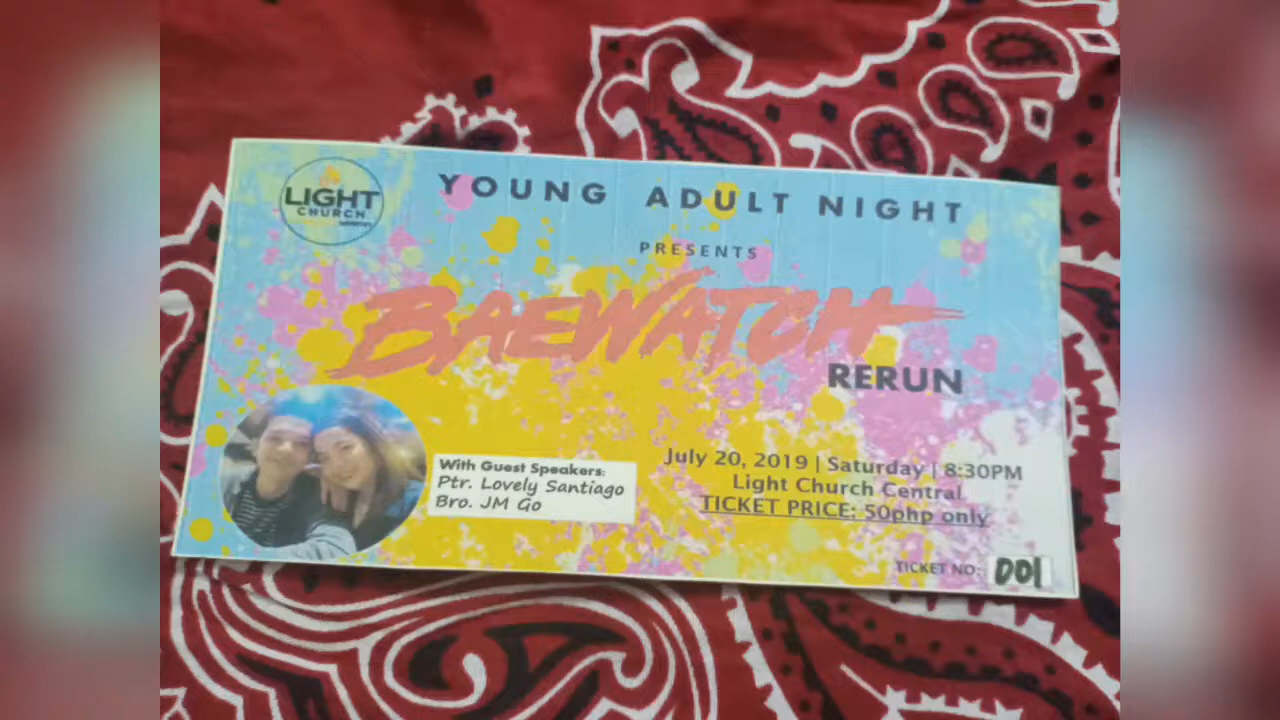 LIGHT
CHURCH
YOUNG ADULT NIGHT
PRESENTS
BAEWATCH
RERUN
With Guest Speakers:
Ptr. Lovely Santiago
Bro. JM Go
July 20, 2019 | Saturday | 8:30PM
Light Church Central
TICKET PRICE: 50php only
TICKET NO.: 001